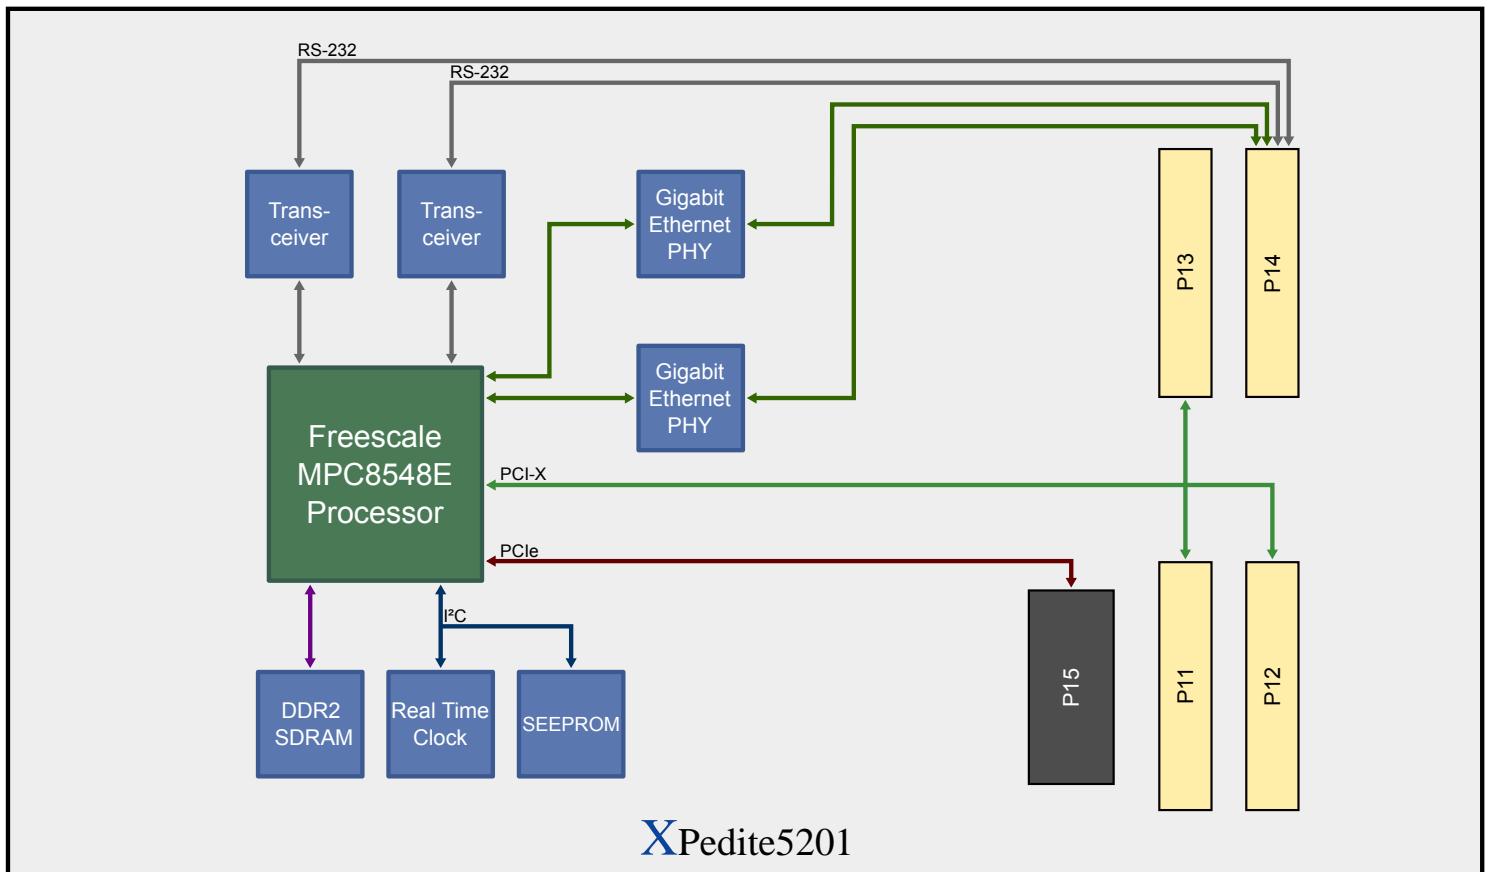 RS-232
RS-232
Trans-
ceiver
Trans-
ceiver
Gigabit
Ethernet
PHY
P13
P14
Gigabit
Ethernet
PHY
Freescale
MPC8548E
Processor
PCI-X
PCIe
I²C
DDR2
SDRAM
Real Time
Clock
SEEPROM
P15
P11
P12
XPedite5201